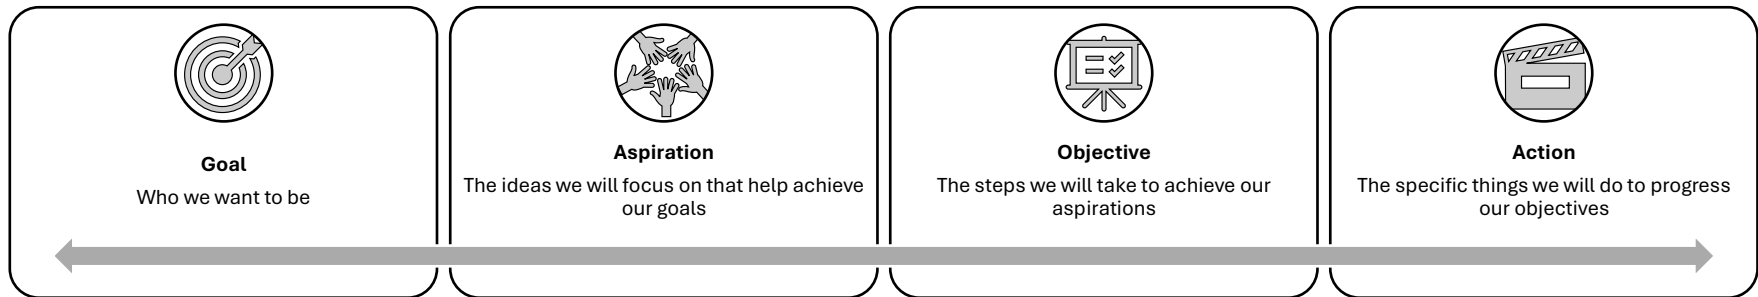 Goal
Who we want to be
Aspiration
The ideas we will focus on that help achieve
our goals
Objective
The steps we will take to achieve our
aspirations
Action
The specific things we will do to progress
our objectives